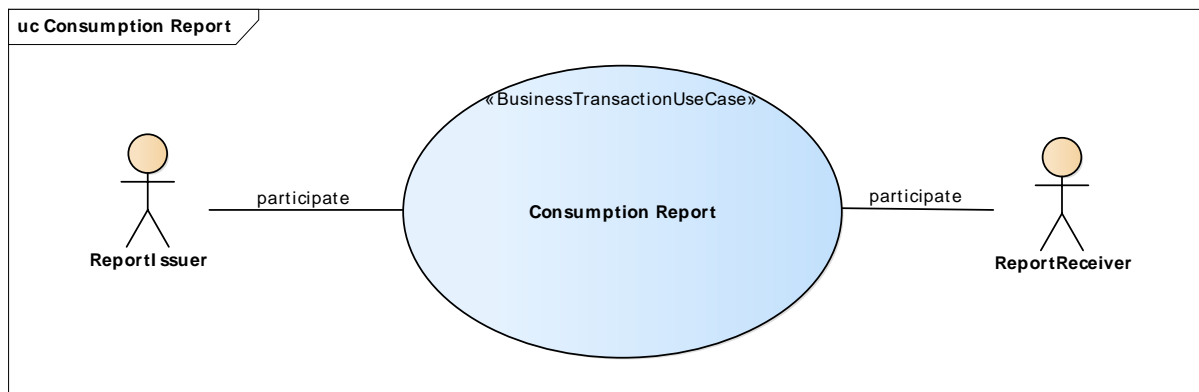 uc Consumption Report
«BusinessTransactionUseCase»
participate
participate
Consumption Report
ReportIssuer
ReportReceiver